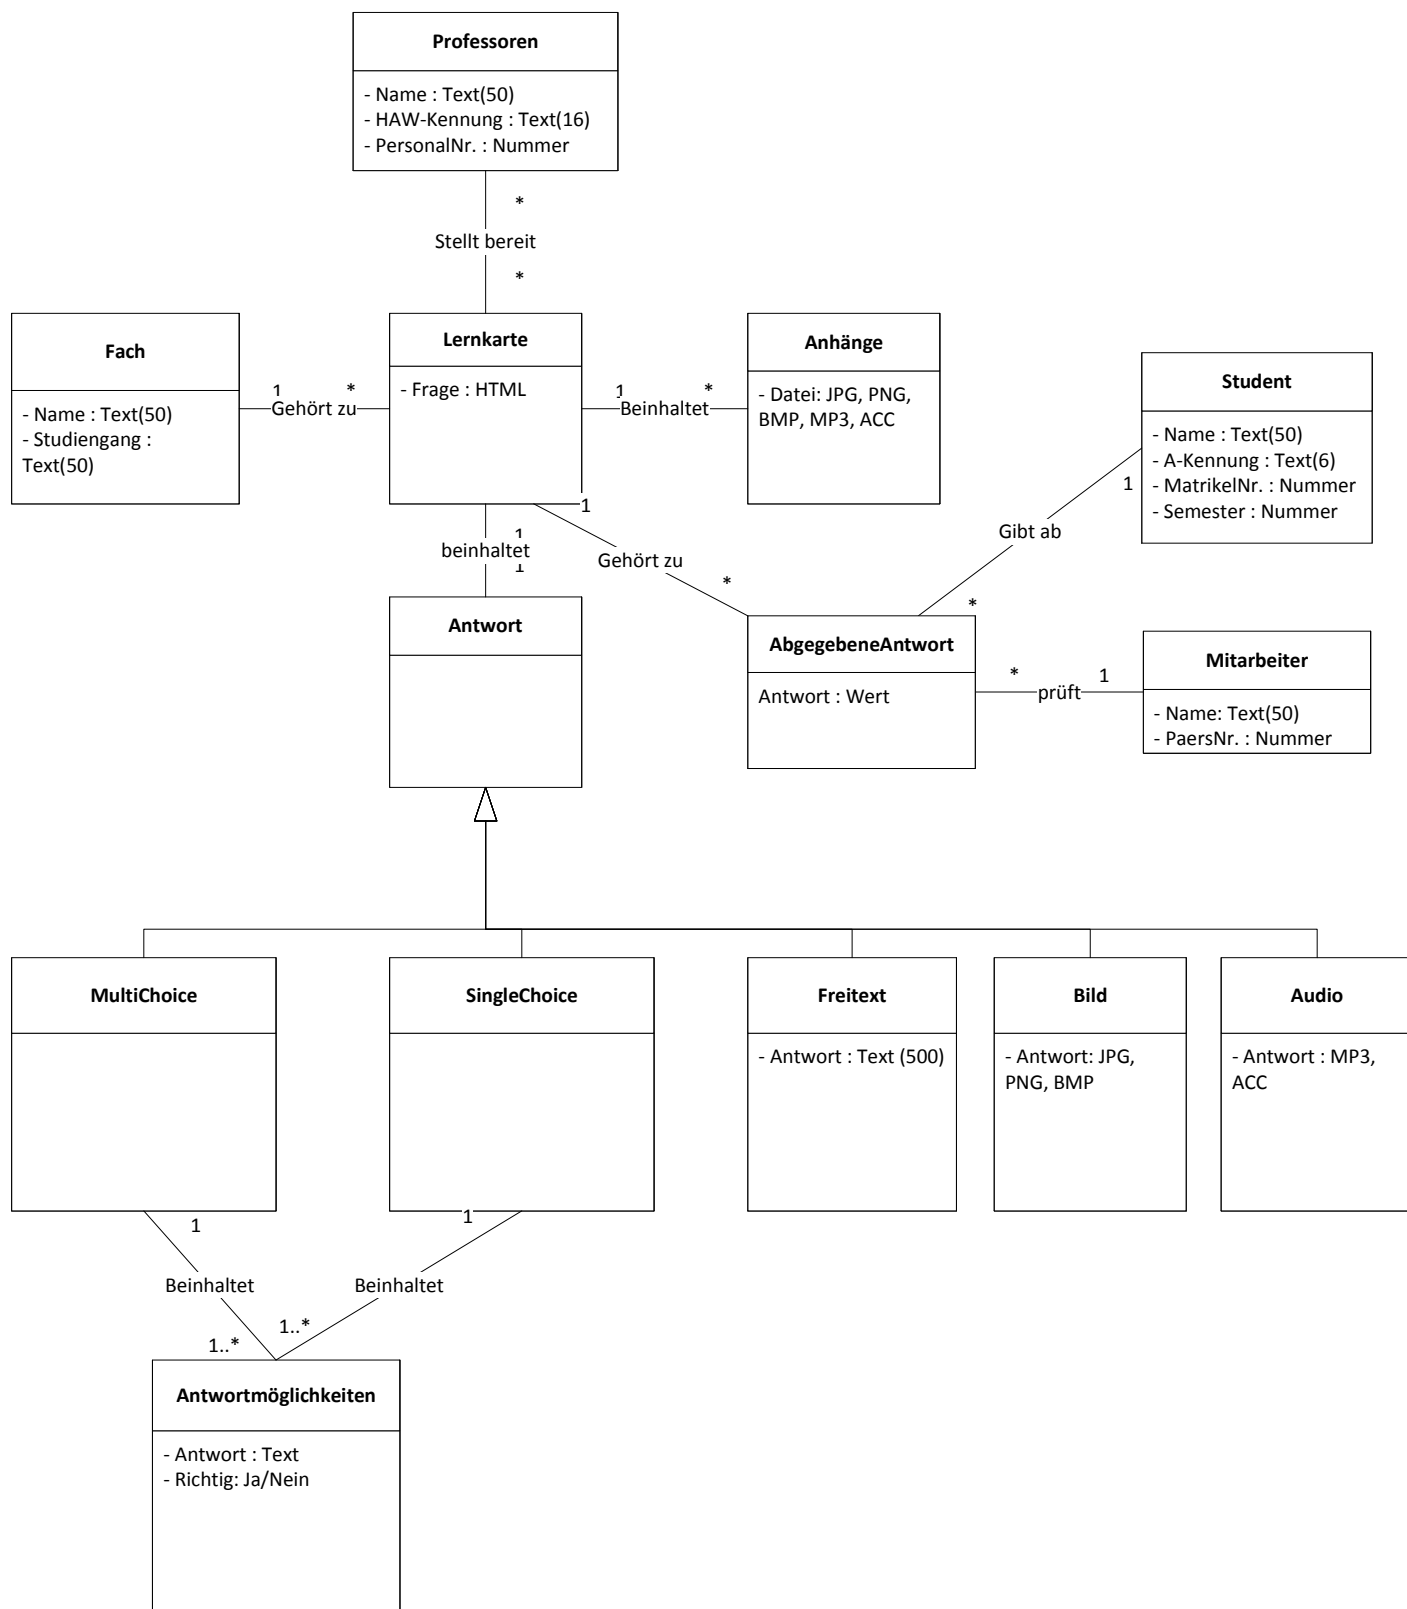 Professoren
- Name : Text(50)
- HAW-Kennung : Text(16)
- PersonalNr. : Nummer
*
Stellt bereit
*
Fach
- Name : Text(50)
- Studiengang :
Text(50)
1
*
Gehört zu
Lernkarte
- Frage : HTML
1
*
Beinhaltet
Anhänge
- Datei: JPG, PNG,
BMP, MP3, ACC
Student
- Name : Text(50)
- A-Kennung : Text(6)
- MatrikelNr. : Nummer
- Semester : Nummer
1
Gibt ab
*
1
beinhaltet
1
1
Gehört zu
*
Antwort
AbgegebeneAntwort
Antwort : Wert
*
prüft
1
Mitarbeiter
- Name: Text(50)
- PaersNr. : Nummer
MultiChoice
SingleChoice
Freitext
- Antwort : Text (500)
Bild
- Antwort: JPG,
PNG, BMP
Audio
- Antwort : MP3,
ACC
1
Beinhaltet
1..*
1
Beinhaltet
1..*
Antwortmöglichkeiten
- Antwort : Text
- Richtig: Ja/Nein